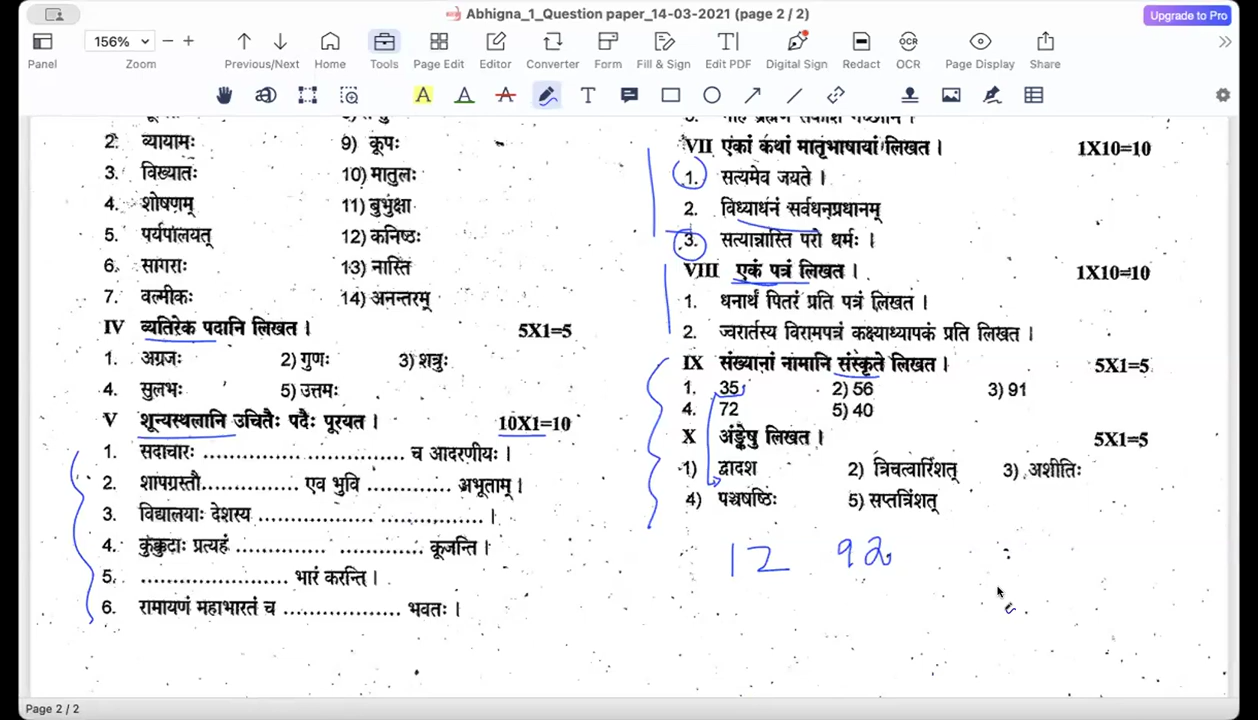 Abhigna_1_Question paper_14-03-2021 (page 2 / 2)
Upgrade to Pro
156%
Panel Zoom Previous/Next Home Tools Page Edit Editor Converter Form Fill & Sign Edit PDF Digital Sign Redact OCR Page Display Share
2. व्यायामः 9) कूपः
3. विख्यातः 10) मातुलः
4. शोषणम् 11) बुभुंक्षा
5. पर्यपालयत् 12) कनिष्ठः
6. सागराः 13) नास्ति
7. वल्मीकः 14) अनन्तरम्
IV व्यतिरेक पदानि लिखत । 5X1=5
1. अग्रजः 2) गुणः 3) शत्रुः
4. सुलभः 5) उत्तमः
V शून्यस्थलानि उचितैः पदैः पूरयत । 10X1=10
1. सदाचारः .................. .................. च आदरणीयः ।
2. शापग्रस्तौ.................. एव भुवि ............... अभूताम् ।
3. विद्यालयाः देशस्य ..................... ..................... ।
4. कुक्कुटाः प्रत्यहं .................. ............... कूजन्ति ।
5. .............................. भारं करन्ति ।
6. रामायणं महाभारतं च ..................... भवतः ।
VII एकां कथां मातृभाषायां लिखत । 1X10=10
1. सत्यमेव जयते ।
2. विध्याधनं सर्वधनप्रधानम्
3. सत्यान्नास्ति परो धर्मः ।
VIII एकं पत्रं लिखत । 1X10=10
1. धनार्थं पितरं प्रति पत्रं लिखत ।
2. ज्वरार्तस्य विरामपत्रं कक्ष्याध्यापकं प्रति लिखत ।
IX संख्यानां नामानि संस्कृते लिखत । 5X1=5
1. 35 2) 56 3) 91
4. 72 5) 40
X अंङ्केषु लिखत । 5X1=5
1) द्वादश 2) त्रिचत्वारिंशत् 3) अशीतिः
4) पञ्चषष्ठिः 5) सप्तत्रिंशत्
12 92
Page 2 / 2